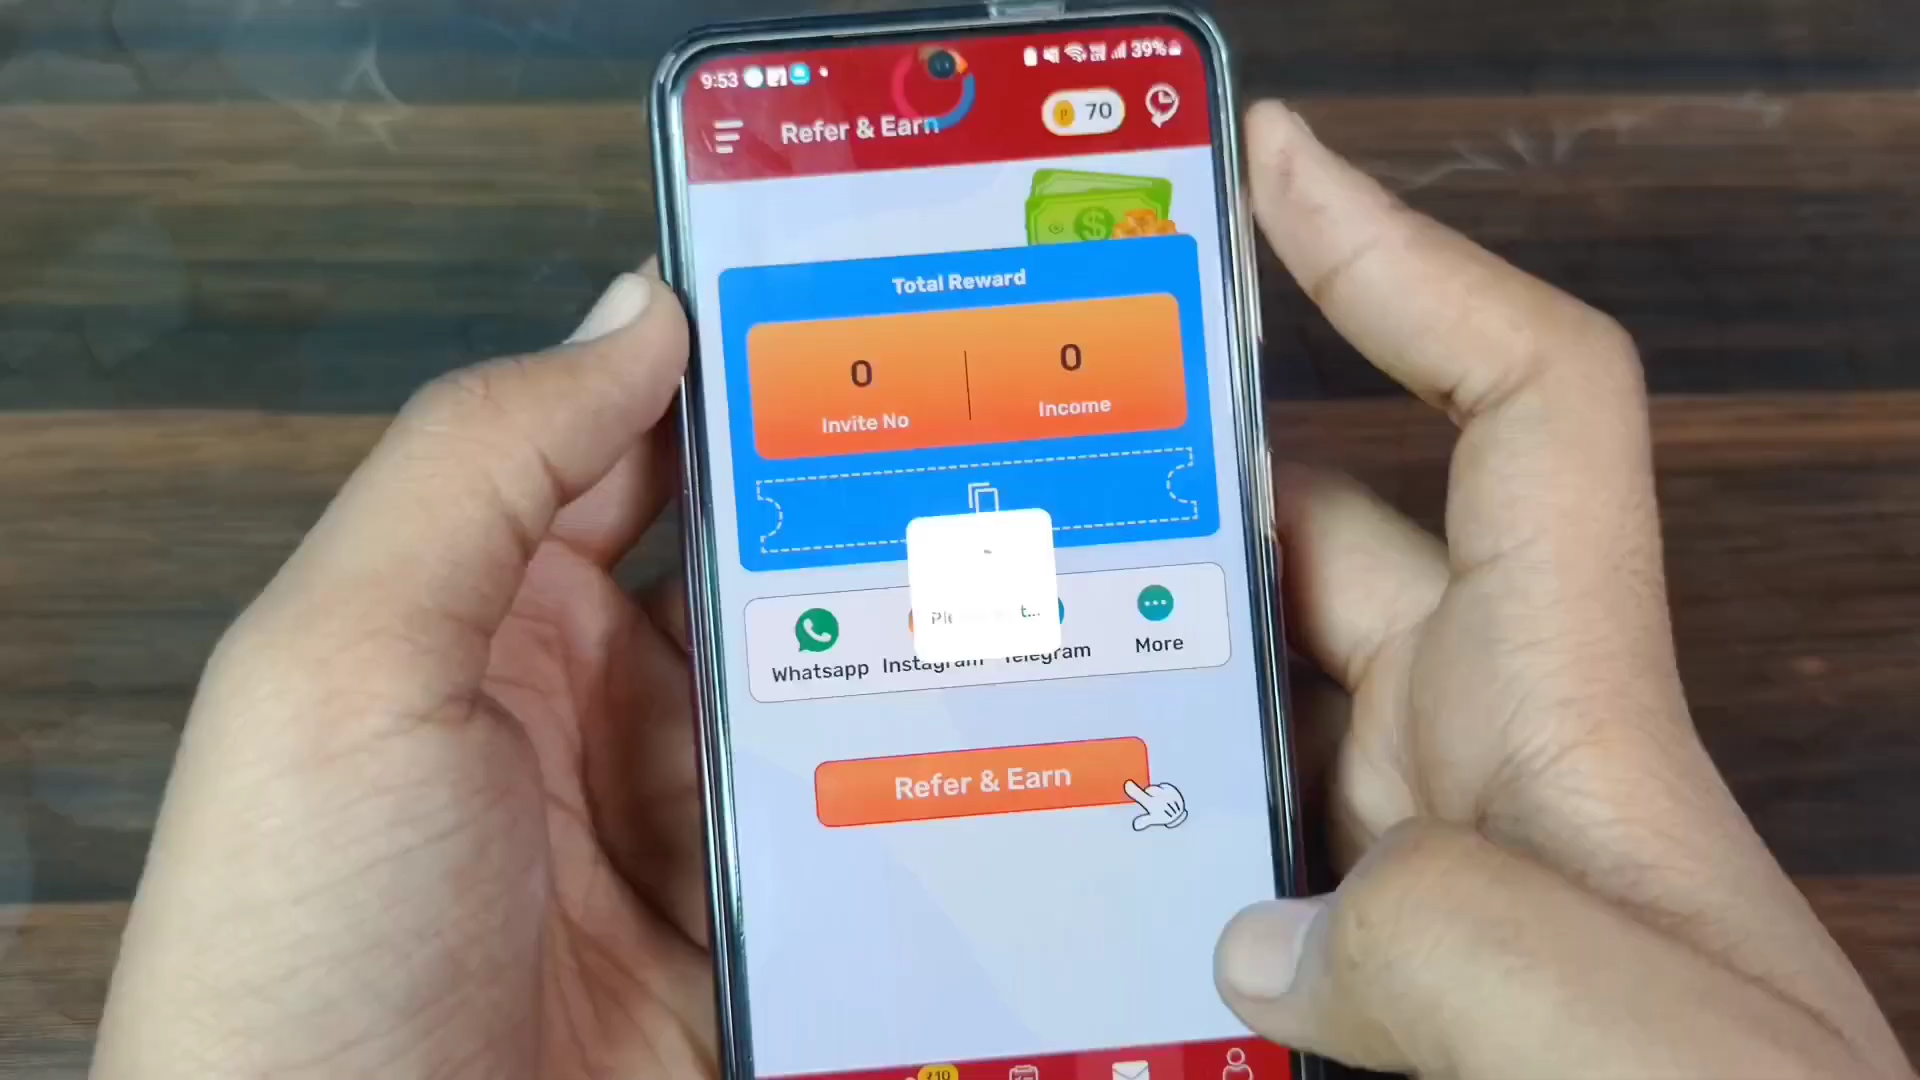 9:53
39%
Refer & Earn
70
Total Reward
0
0
Invite No
Income
t...
Whatsapp
Instagram
Telegram
More
Refer & Earn
₹10